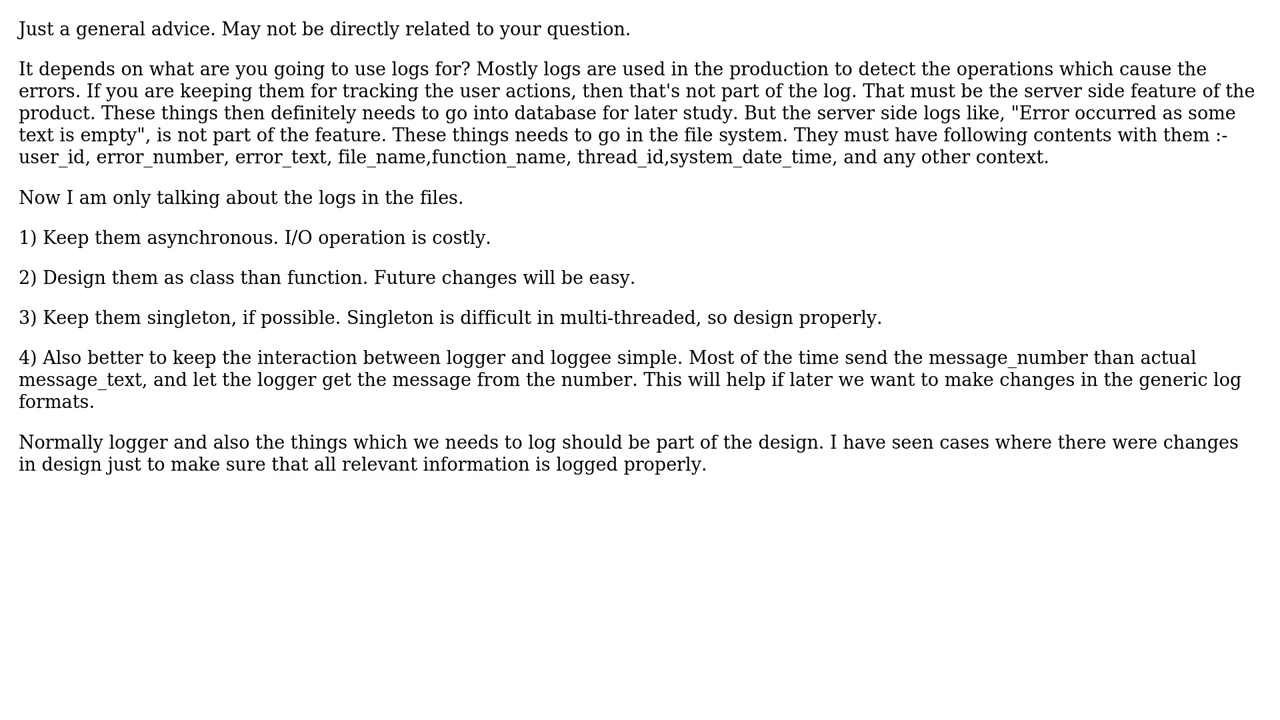 Just a general advice. May not be directly related to your question.
It depends on what are you going to use logs for? Mostly logs are used in the production to detect the operations which cause the
errors. If you are keeping them for tracking the user actions, then that's not part of the log. That must be the server side feature of the
product. These things then definitely needs to go into database for later study. But the server side logs like, "Error occurred as some
text is empty", is not part of the feature. These things needs to go in the file system. They must have following contents with them :-
user_id, error_number, error_text, file_name,function_name, thread_id,system_date_time, and any other context.
Now I am only talking about the logs in the files.
1) Keep them asynchronous. I/O operation is costly.
2) Design them as class than function. Future changes will be easy.
3) Keep them singleton, if possible. Singleton is difficult in multi-threaded, so design properly.
4) Also better to keep the interaction between logger and loggee simple. Most of the time send the message_number than actual
message_text, and let the logger get the message from the number. This will help if later we want to make changes in the generic log
formats.
Normally logger and also the things which we needs to log should be part of the design. I have seen cases where there were changes
in design just to make sure that all relevant information is logged properly.